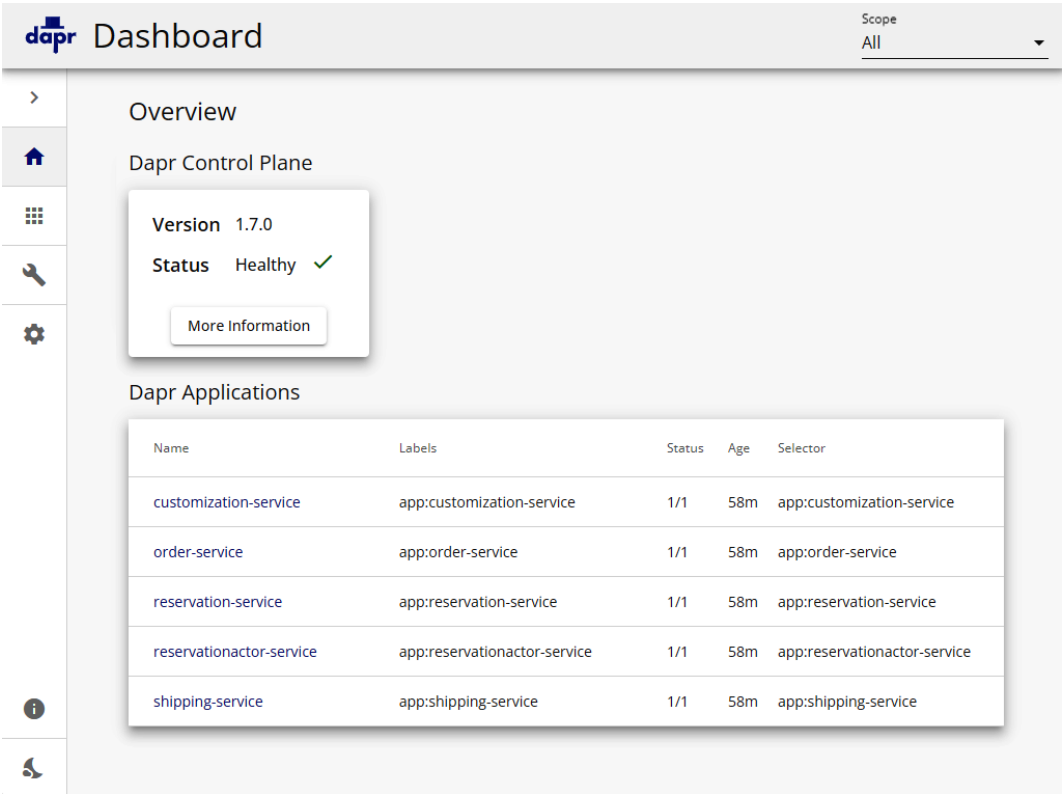 dapr Dashboard
Scope
All
Overview
Dapr Control Plane
Version 1.7.0
Status Healthy
More Information
Dapr Applications
Name Labels Status Age Selector
customization-service app:customization-service 1/1 58m app:customization-service
order-service app:order-service 1/1 58m app:order-service
reservation-service app:reservation-service 1/1 58m app:reservation-service
reservationactor-service app:reservationactor-service 1/1 58m app:reservationactor-service
shipping-service app:shipping-service 1/1 58m app:shipping-service